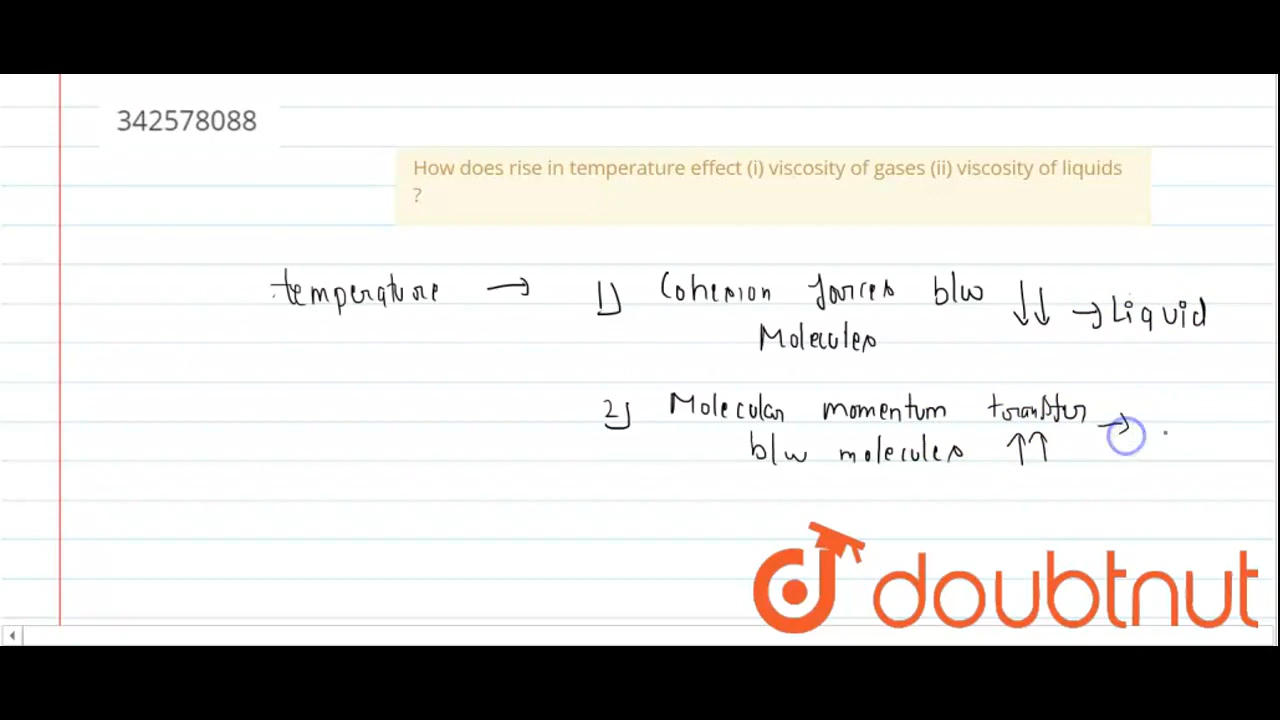 342578088
How does rise in temperature effect (i) viscosity of gases (ii) viscosity of liquids
?
temperature → 1) Cohesion forces b/w ↓↓ → Liquid
Molecules
2) Molecular momentum transfer →
b/w molecules ↑↑
doubtnut